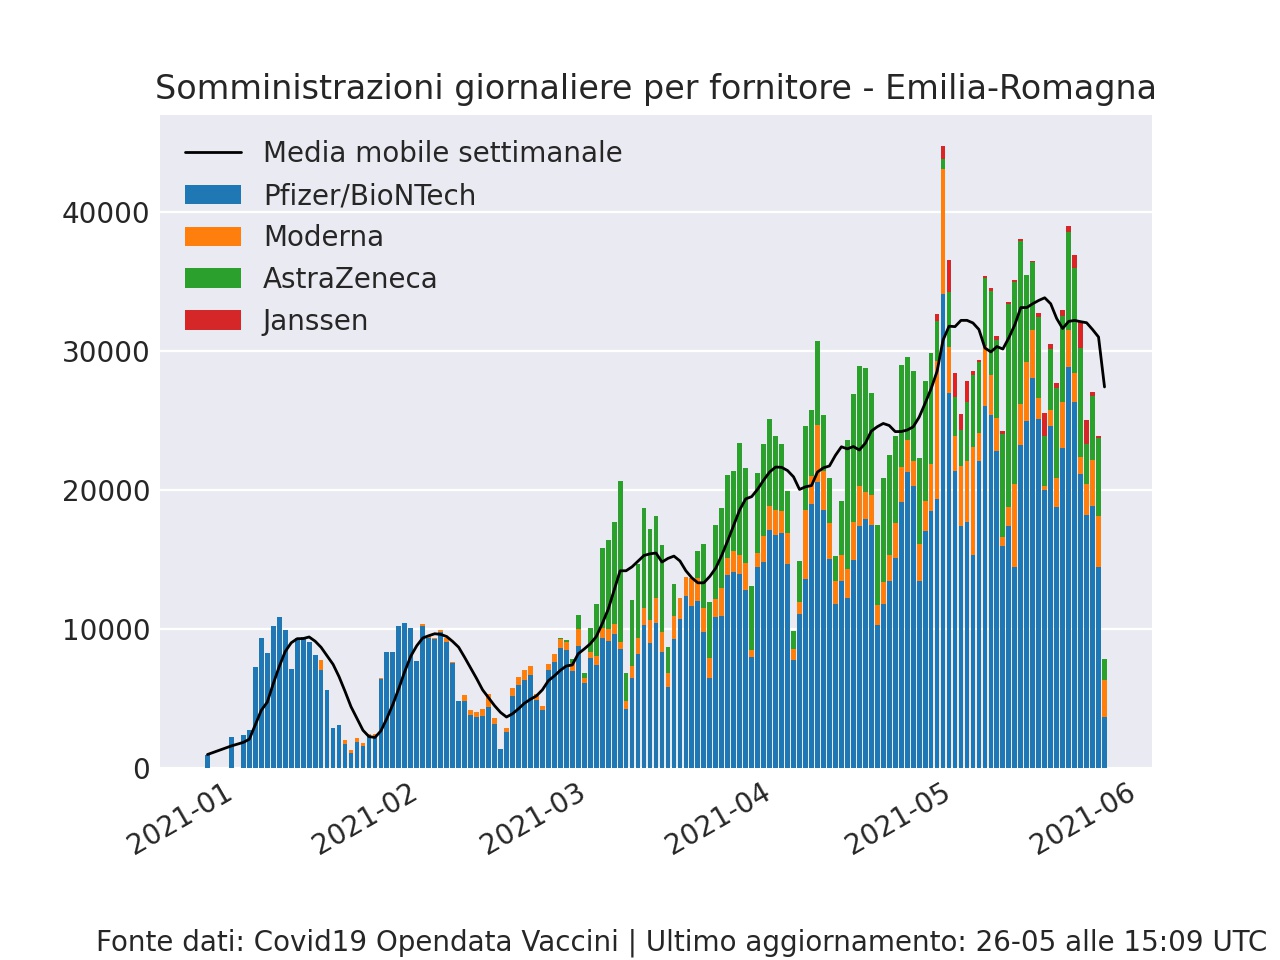 Somministrazioni giornaliere per fornitore - Emilia-Romagna
Media mobile settimanale
Pfizer/BioNTech
Moderna
AstraZeneca
Janssen
40000
30000
20000
10000
0
2021-01
2021-02
2021-03
2021-04
2021-05
2021-06
Fonte dati: Covid19 Opendata Vaccini | Ultimo aggiornamento: 26-05 alle 15:09 UTC